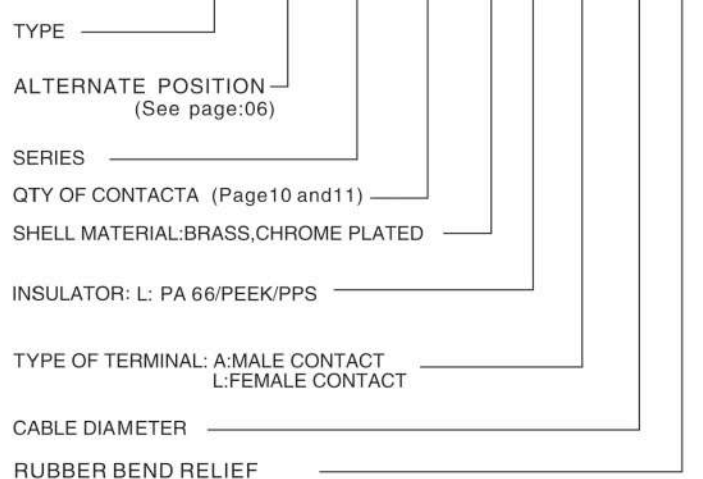 TYPE
ALTERNATE POSITION
(See page:06)
SERIES
QTY OF CONTACTA (Page10 and11)
SHELL MATERIAL:BRASS,CHROME PLATED
INSULATOR: L: PA 66/PEEK/PPS
TYPE OF TERMINAL: A:MALE CONTACT
L:FEMALE CONTACT
CABLE DIAMETER
RUBBER BEND RELIEF